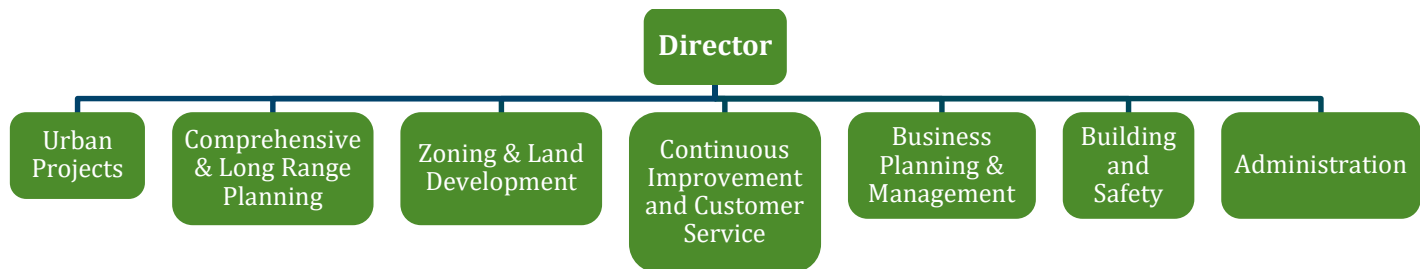 Director
Urban
Projects
Comprehensive
& Long Range
Planning
Zoning & Land
Development
Continuous
Improvement
and Customer
Service
Business
Planning &
Management
Building
and
Safety
Administration